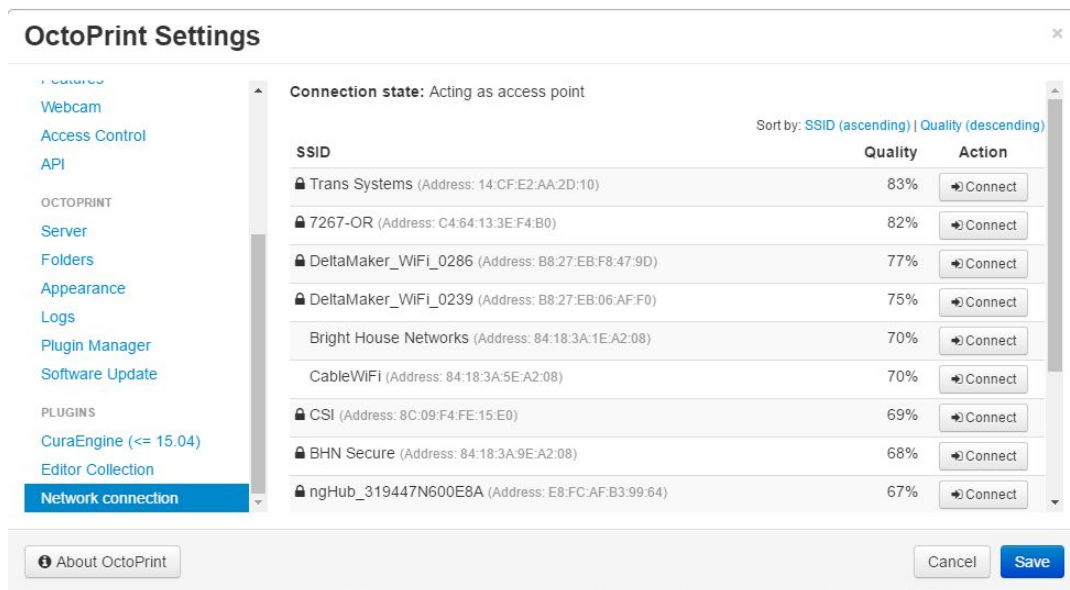 OctoPrint Settings
×
Features
Webcam
Access Control
API
OCTOPRINT
Server
Folders
Appearance
Logs
Plugin Manager
Software Update
PLUGINS
CuraEngine (<= 15.04)
Editor Collection
Network connection
Connection state: Acting as access point
Sort by: SSID (ascending) | Quality (descending)
SSID Quality Action
Trans Systems (Address: 14:CF:E2:AA:2D:10) 83% Connect
7267-OR (Address: C4:64:13:3E:F4:B0) 82% Connect
DeltaMaker_WiFi_0286 (Address: B8:27:EB:F8:47:9D) 77% Connect
DeltaMaker_WiFi_0239 (Address: B8:27:EB:06:AF:F0) 75% Connect
Bright House Networks (Address: 84:18:3A:1E:A2:08) 70% Connect
CableWiFi (Address: 84:18:3A:5E:A2:08) 70% Connect
CSI (Address: 8C:09:F4:FE:15:E0) 69% Connect
BHN Secure (Address: 84:18:3A:9E:A2:08) 68% Connect
ngHub_319447N600E8A (Address: E8:FC:AF:B3:99:64) 67% Connect
About OctoPrint
Cancel Save